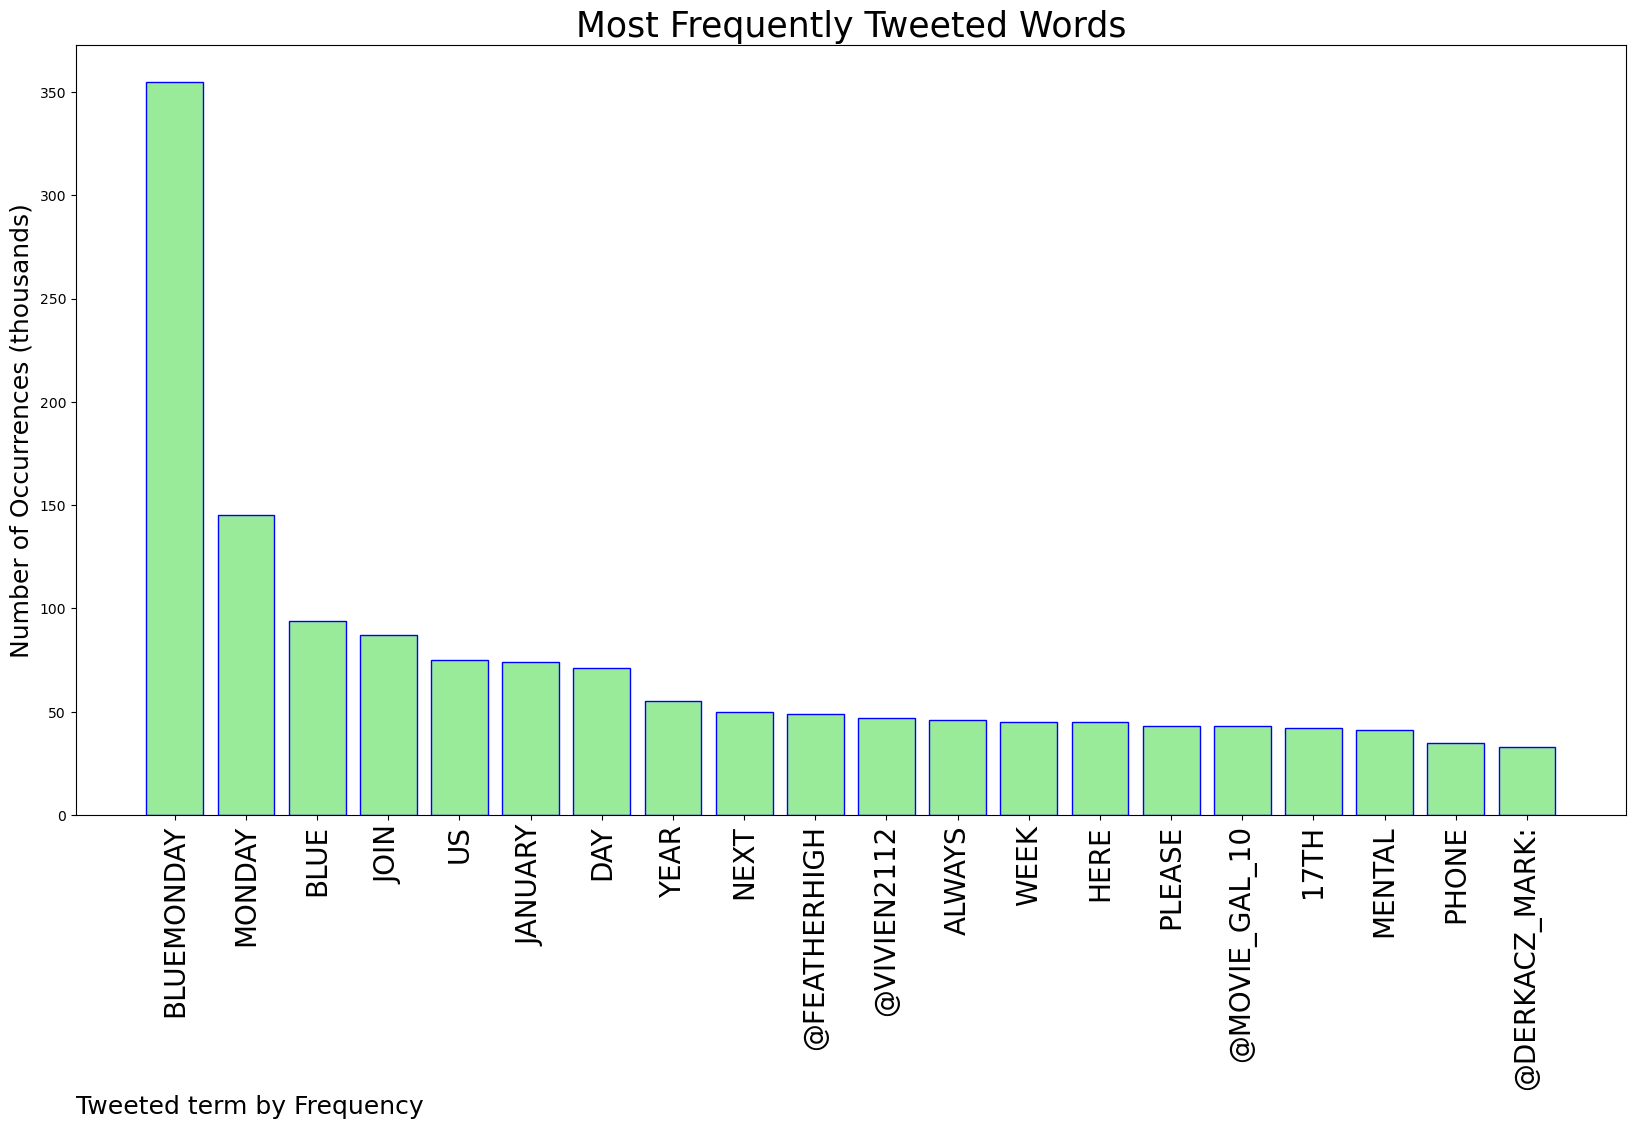 Most Frequently Tweeted Words
Number of Occurrences (thousands)
350
300
250
200
150
100
50
0
BLUEMONDAY
MONDAY
BLUE
JOIN
US
JANUARY
DAY
YEAR
NEXT
@FEATHERHIGH
@VIVIEN2112
ALWAYS
WEEK
HERE
PLEASE
@MOVIE_GAL_10
17TH
MENTAL
PHONE
@DERKACZ_MARK:
Tweeted term by Frequency